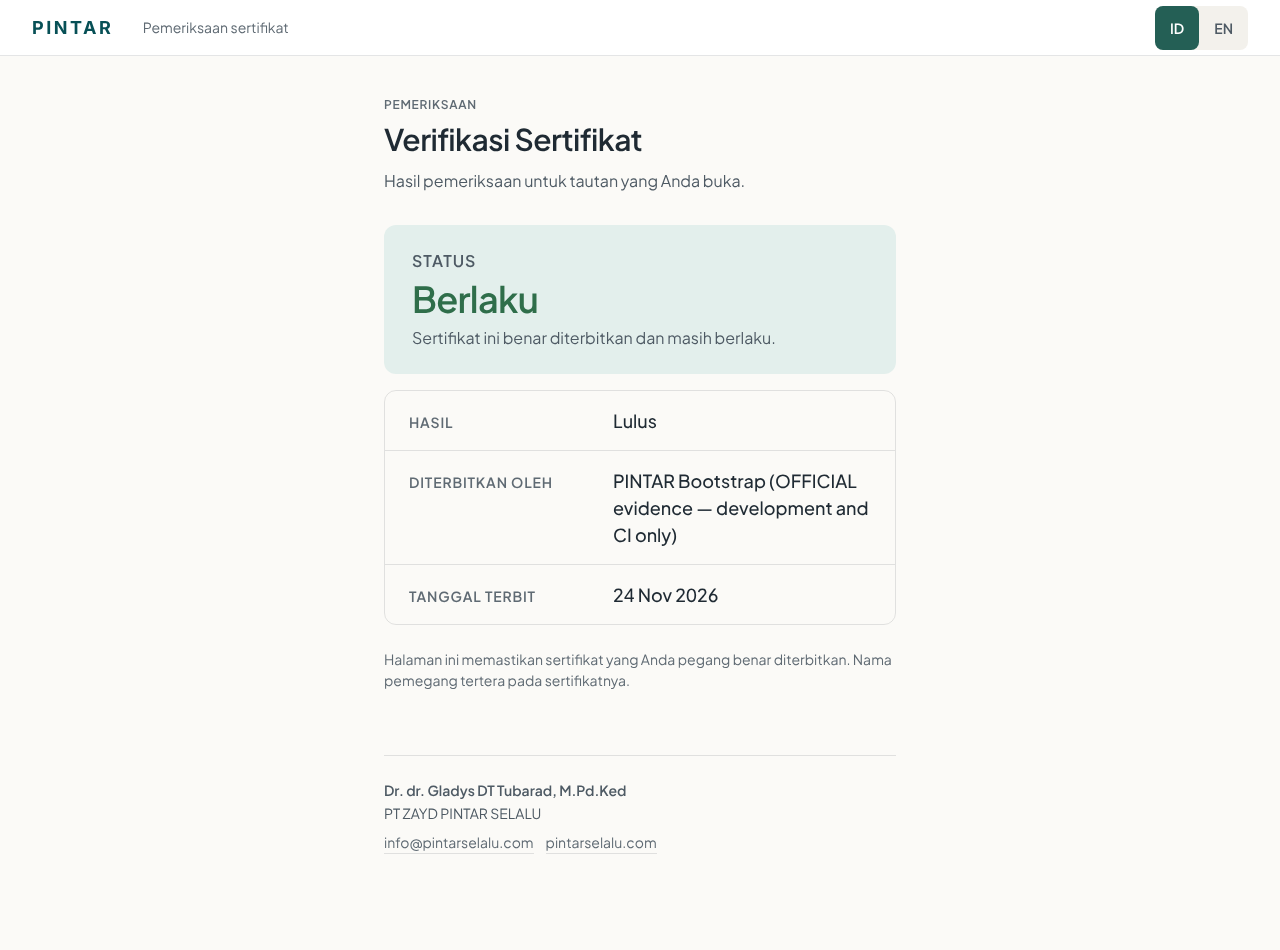 PINTAR
Pemeriksaan sertifikat
ID
EN
PEMERIKSAAN
Verifikasi Sertifikat
Hasil pemeriksaan untuk tautan yang Anda buka.
STATUS
Berlaku
Sertifikat ini benar diterbitkan dan masih berlaku.
HASIL
Lulus
DITERBITKAN OLEH
PINTAR Bootstrap (OFFICIAL
evidence — development and
CI only)
TANGGAL TERBIT
24 Nov 2026
Halaman ini memastikan sertifikat yang Anda pegang benar diterbitkan. Nama
pemegang tertera pada sertifikatnya.
Dr. dr. Gladys DT Tubarad, M.Pd.Ked
PT ZAYD PINTAR SELALU
info@pintarselalu.com pintarselalu.com